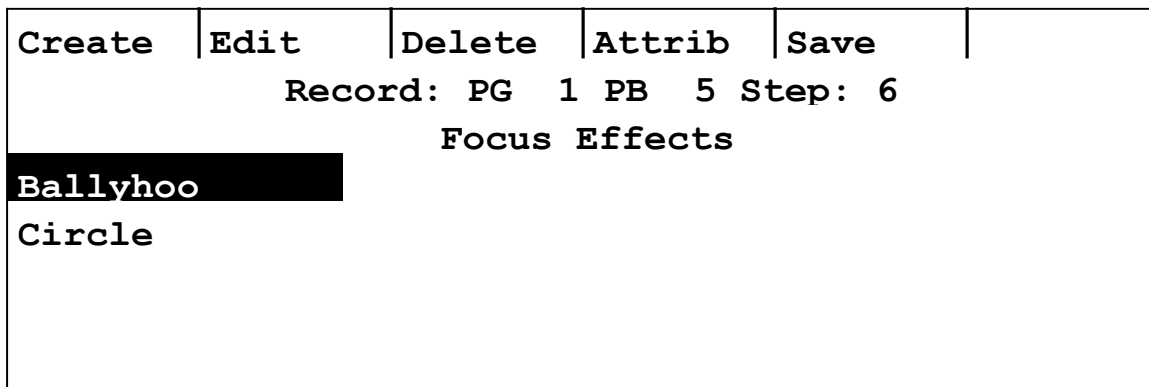 Create Edit Delete Attrib Save
Record: PG 1 PB 5 Step: 6
Focus Effects
Ballyhoo
Circle